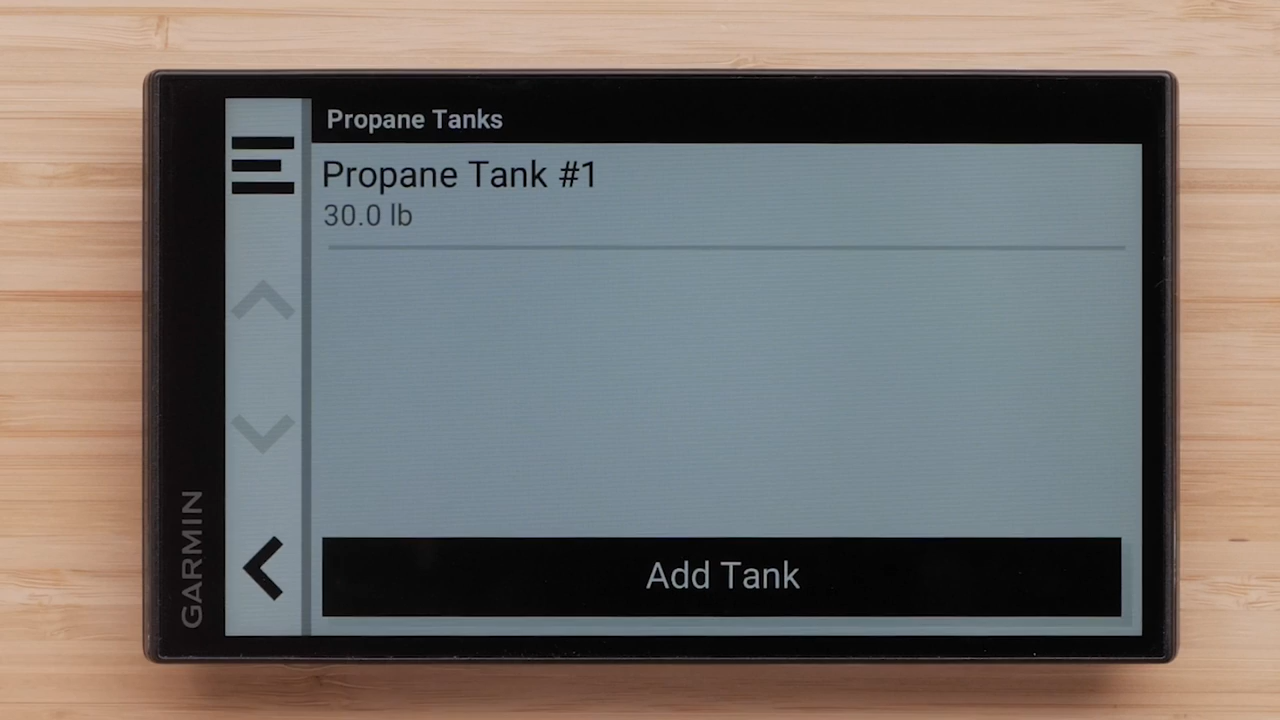 Propane Tanks
Propane Tank #1
30.0 lb
Add Tank
GARMIN